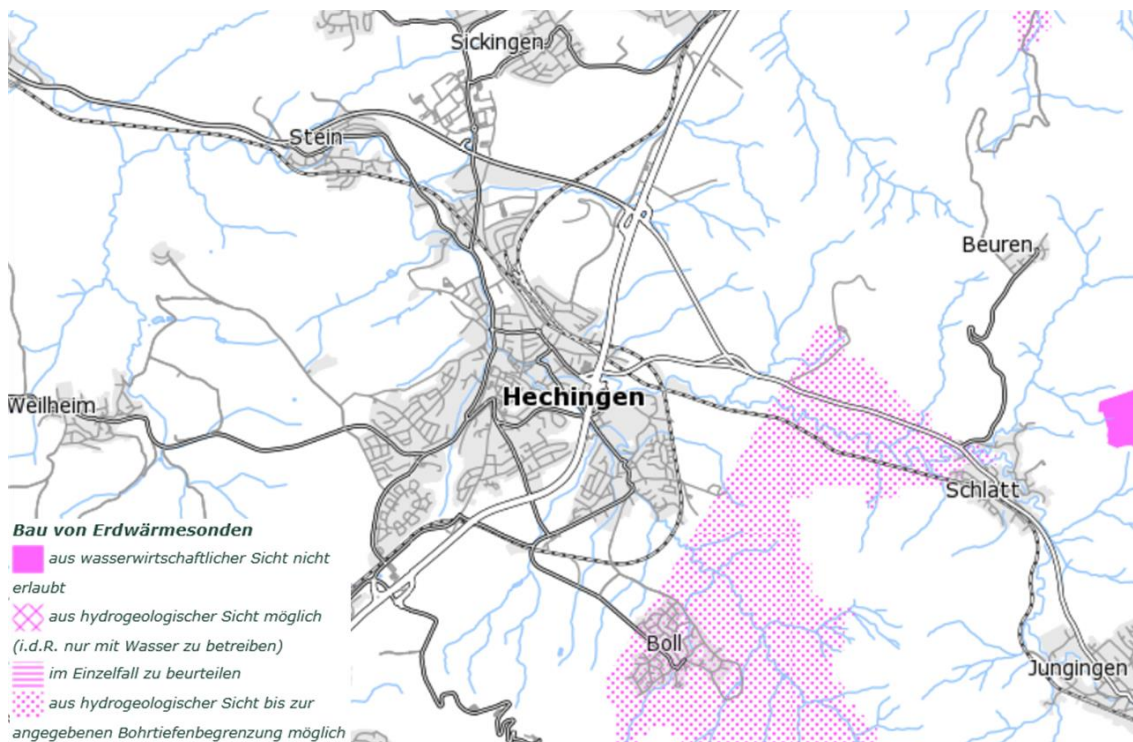 Sickingen
Stein
Beuren
Hechingen
Weilheim
Schlatt
Boll
Jungingen
Bau von Erdwärmesonden
aus wasserwirtschaftlicher Sicht nicht
erlaubt
aus hydrogeologischer Sicht möglich
(i.d.R. nur mit Wasser zu betreiben)
im Einzelfall zu beurteilen
aus hydrogeologischer Sicht bis zur
angegebenen Bohrtiefenbegrenzung möglich